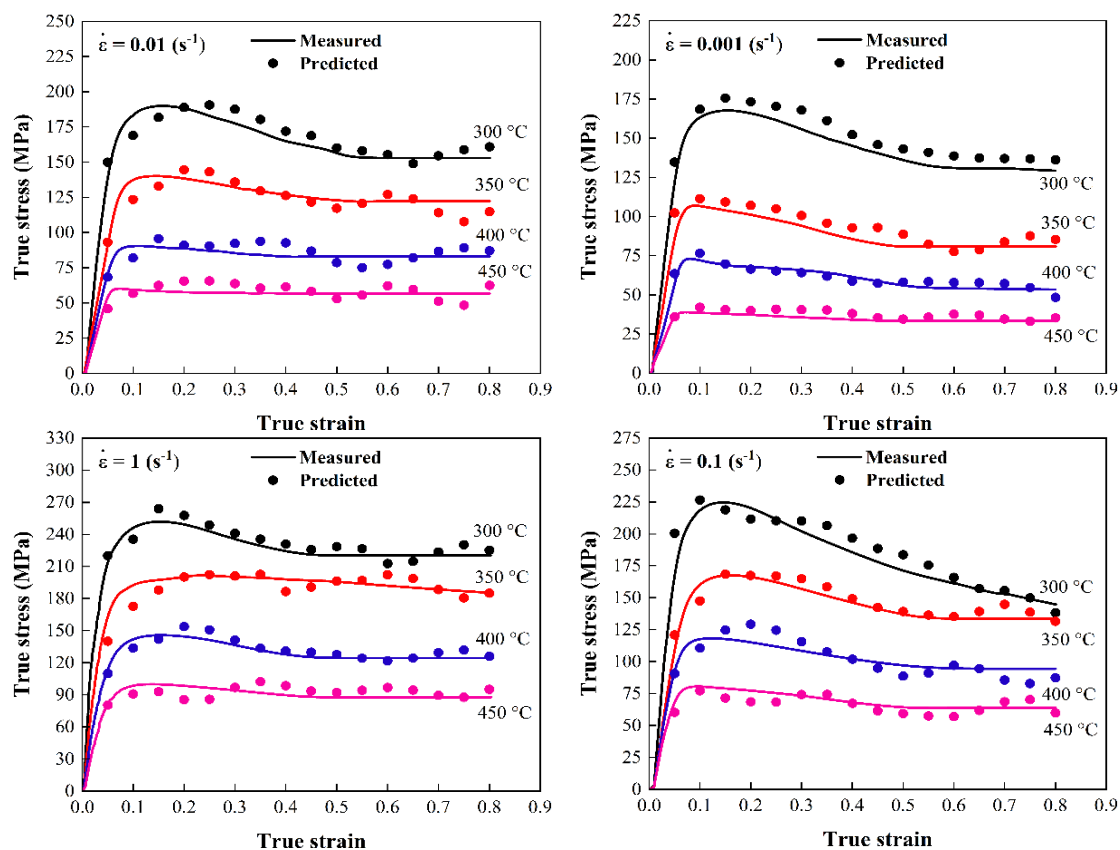 ε̇ = 0.01 (s⁻¹)
Measured
Predicted
300 °C
350 °C
400 °C
450 °C
True stress (MPa)
250
225
200
175
150
125
100
75
50
25
0
0.0 0.1 0.2 0.3 0.4 0.5 0.6 0.7 0.8 0.9
True strain
ε̇ = 0.001 (s⁻¹)
Measured
Predicted
300 °C
350 °C
400 °C
450 °C
True stress (MPa)
225
200
175
150
125
100
75
50
25
0
0.0 0.1 0.2 0.3 0.4 0.5 0.6 0.7 0.8 0.9
True strain
ε̇ = 1 (s⁻¹)
Measured
Predicted
300 °C
350 °C
400 °C
450 °C
True stress (MPa)
330
300
270
240
210
180
150
120
90
60
30
0
0.0 0.1 0.2 0.3 0.4 0.5 0.6 0.7 0.8 0.9
True strain
ε̇ = 0.1 (s⁻¹)
Measured
Predicted
300 °C
350 °C
400 °C
450 °C
True stress (MPa)
275
250
225
200
175
150
125
100
75
50
25
0
0.0 0.1 0.2 0.3 0.4 0.5 0.6 0.7 0.8 0.9
True strain